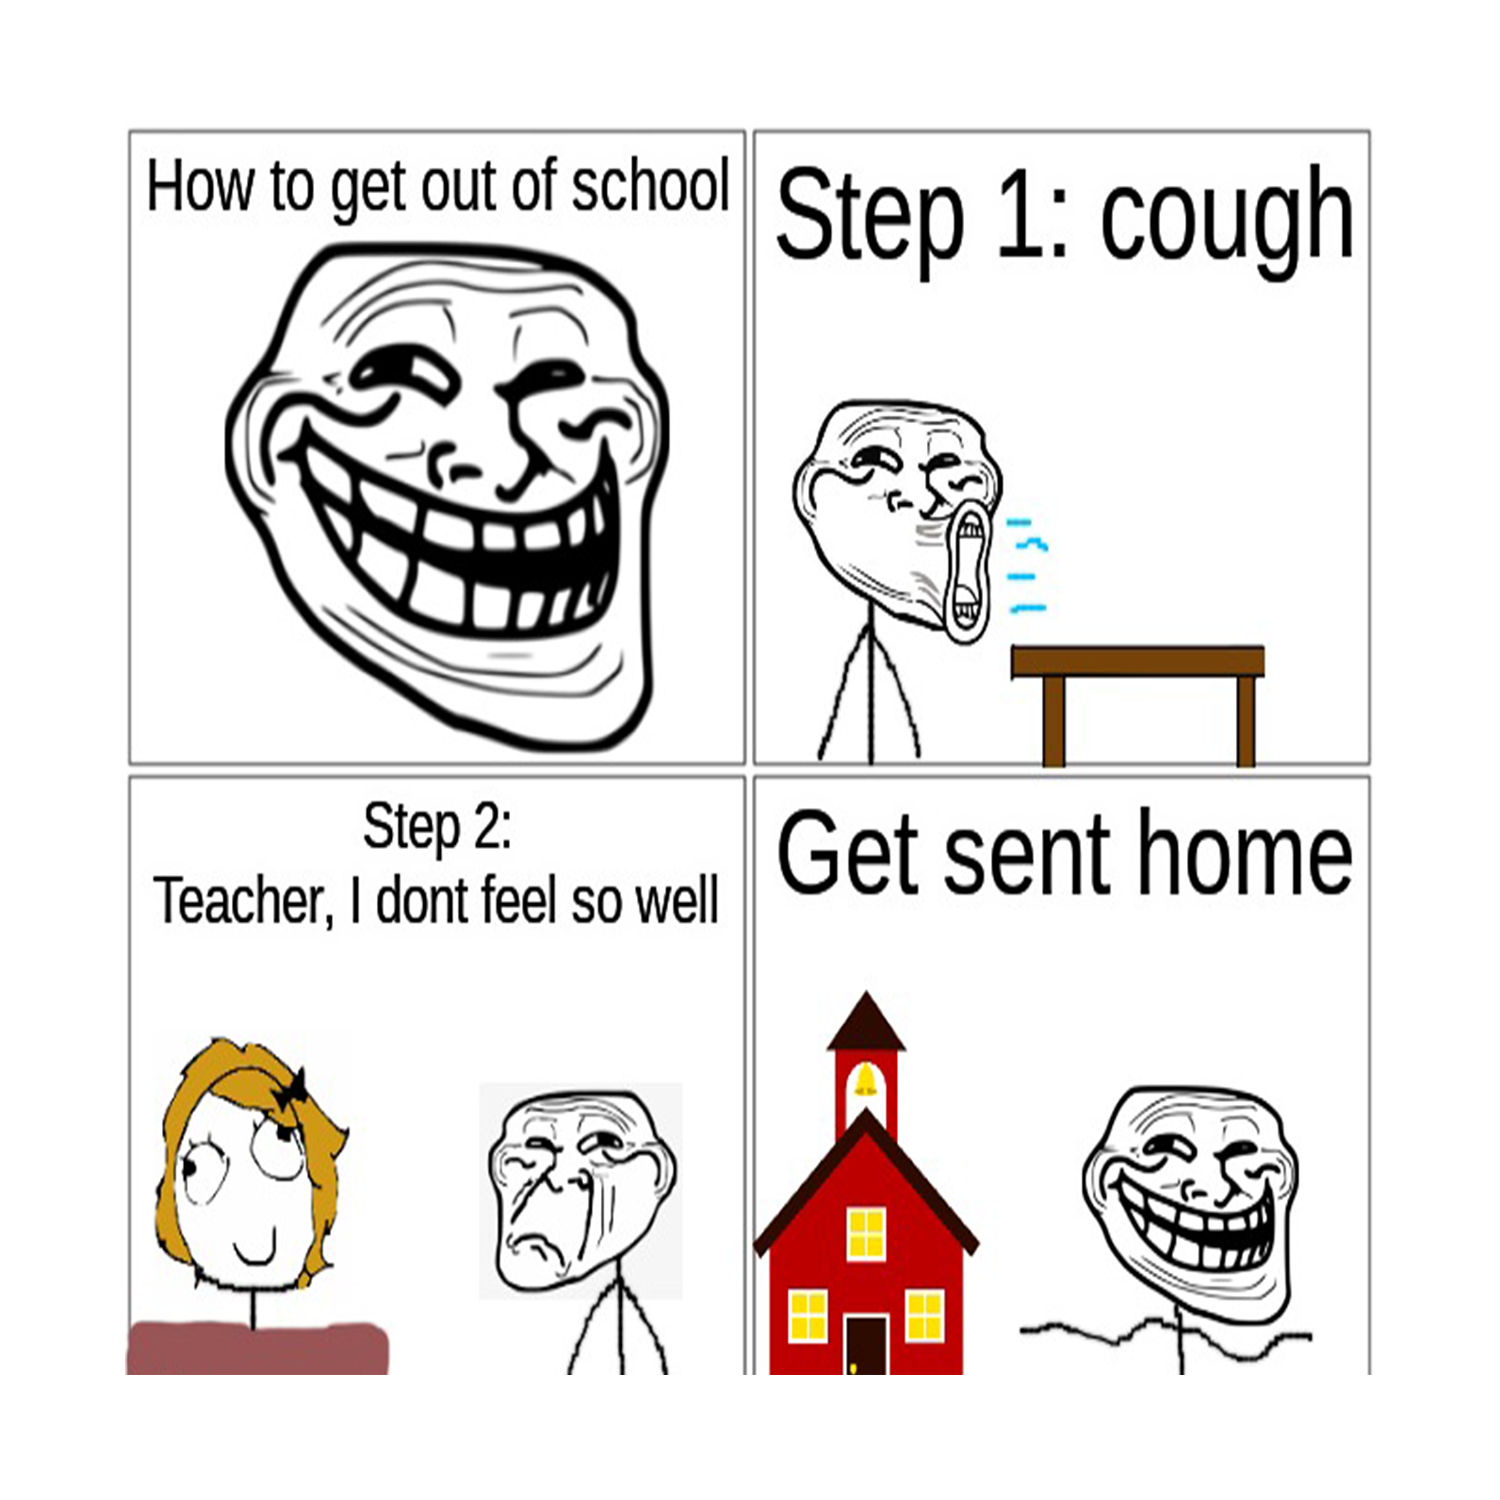 How to get out of school
Step 1: cough
Step 2:
Teacher, I dont feel so well
Get sent home